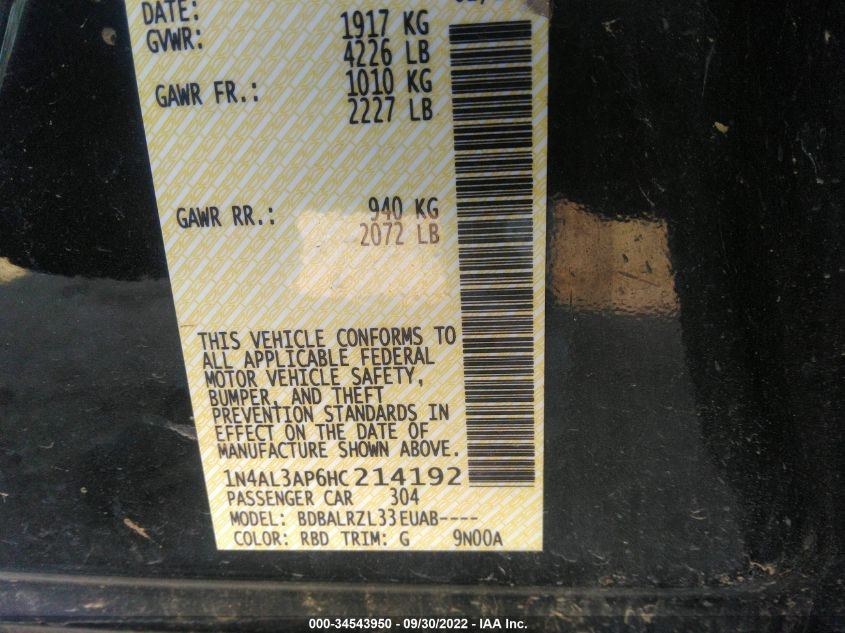 DATE:
GVWR: 1917 KG
4226 LB
GAWR FR.: 1010 KG
2227 LB
GAWR RR.: 940 KG
2072 LB
THIS VEHICLE CONFORMS TO
ALL APPLICABLE FEDERAL
MOTOR VEHICLE SAFETY,
BUMPER, AND THEFT
PREVENTION STANDARDS IN
EFFECT ON THE DATE OF
MANUFACTURE SHOWN ABOVE.
1N4AL3AP6HC214192
PASSENGER CAR 304
MODEL: BDBALRZL33EUAB----
COLOR: RBD TRIM: G 9N00A
000-34543950 - 09/30/2022 - IAA Inc.